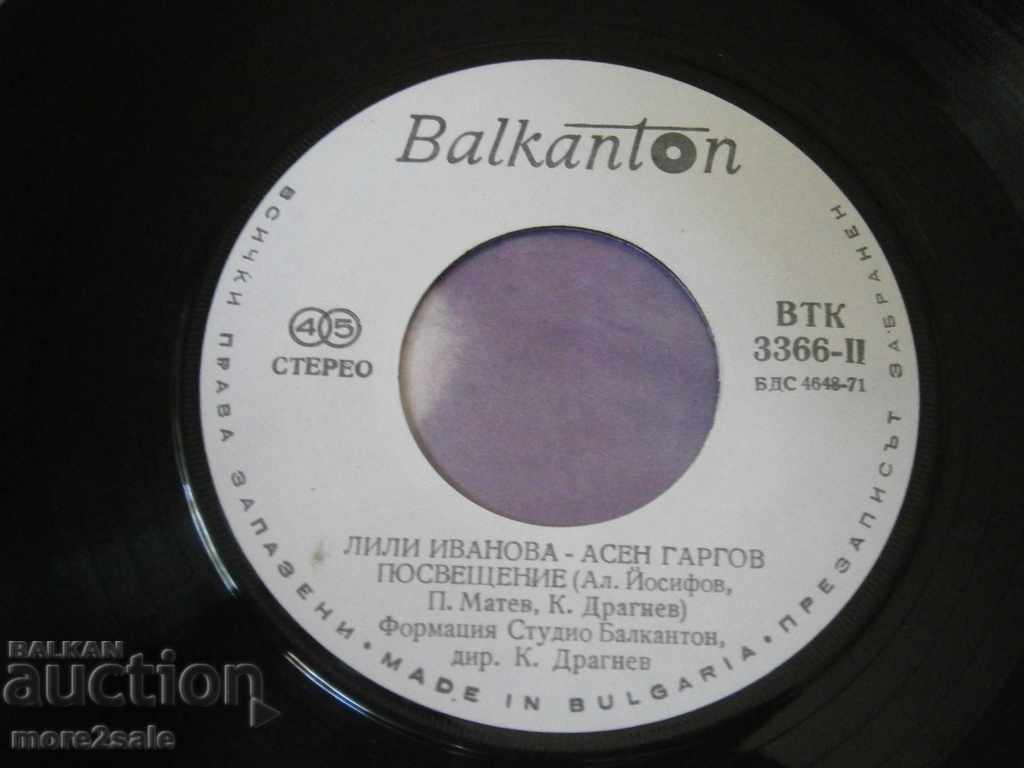 Balkanton
45
СТЕРЕО
ВТК
3366-II
БДС 4648-71
ЛИЛИ ИВАНОВА - АСЕН ГАРГОВ
ПОСВЕЩЕНИЕ (Ал. Йосифов,
П. Матев, К. Драгнев)
Формация Студио Балкантон,
дир. К. Драгнев
ВСИЧКИ ПРАВА ЗАПАЗЕНИ • MADE IN BULGARIA • ПРЕЗАПИСЪТ ЗАБРАНЕН
BALKAN
auction
more2sale